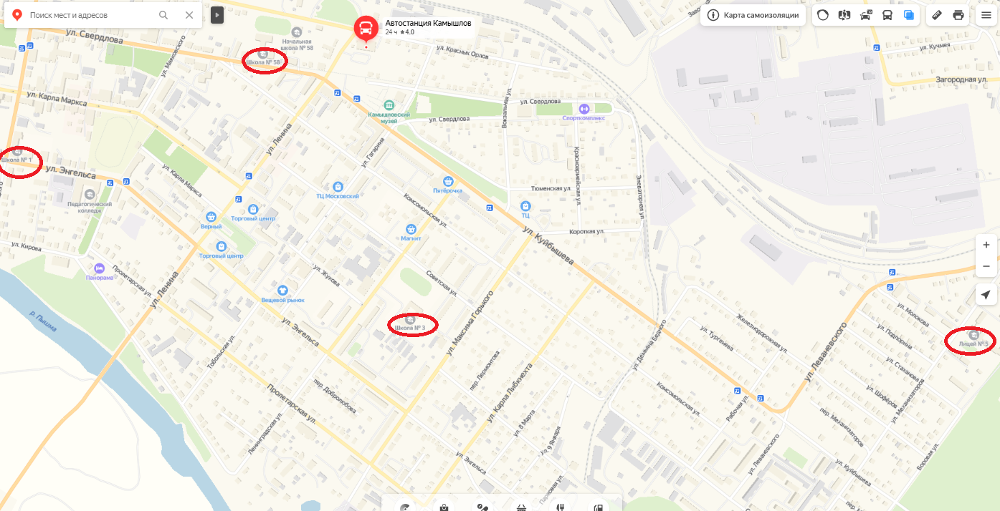 Поиск мест и адресов
Автостанция Камышлов
24 ч ★4.0
Карта самоизоляции
ул. Свердлова
Начальная
школа № 58
Школа № 58
ул. Маяковского
ул. Красных Орлов
ул. Кучмея
Загородная ул.
ул. Карла Маркса
Камышловский
музей
ул. Свердлова
Вокзальная ул.
ул. Свердлова
Спорткомплекс
ул. Ленина
ул. Гагарина
Школа № 1
ул. Энгельса
ул. Карла Маркса
Педагогический
колледж
ТЦ Московский
Пятёрочка
Красноармейская ул.
Тюменская ул.
Элеваторная ул.
Комсомольская ул.
Торговый центр
Верный
ТЦ
Магнит
Короткая ул.
ул. Куйбышева
ул. Кирова
Торговый центр
Панорама
Пролетарская ул.
ул. Жукова
Советская ул.
ул. Ленина
Вещевой рынок
р. Пышма
ул. Энгельса
Школа № 3
ул. Максима Горького
ул. Демьяна Бедного
Железнодорожная ул.
ул. Тургенева
ул. Молокова
ул. Подпорина
Лицей № 5
ул. Леваневского
Тобольская ул.
пер. Лермонтова
ул. Стаханова
ул. Карла Либкнехта
пер. Добролюбова
Пролетарская ул.
Комсомольская ул.
Рабочая ул.
ул. Шофёров
ул. Механизаторов
пер. Механизаторов
Ленинградская ул.
ул. 8 Марта
ул. 9 Января
ул. Энгельса
ул. Леваневского
Боровая ул.
ул. Куйбышева
Парковая ул.